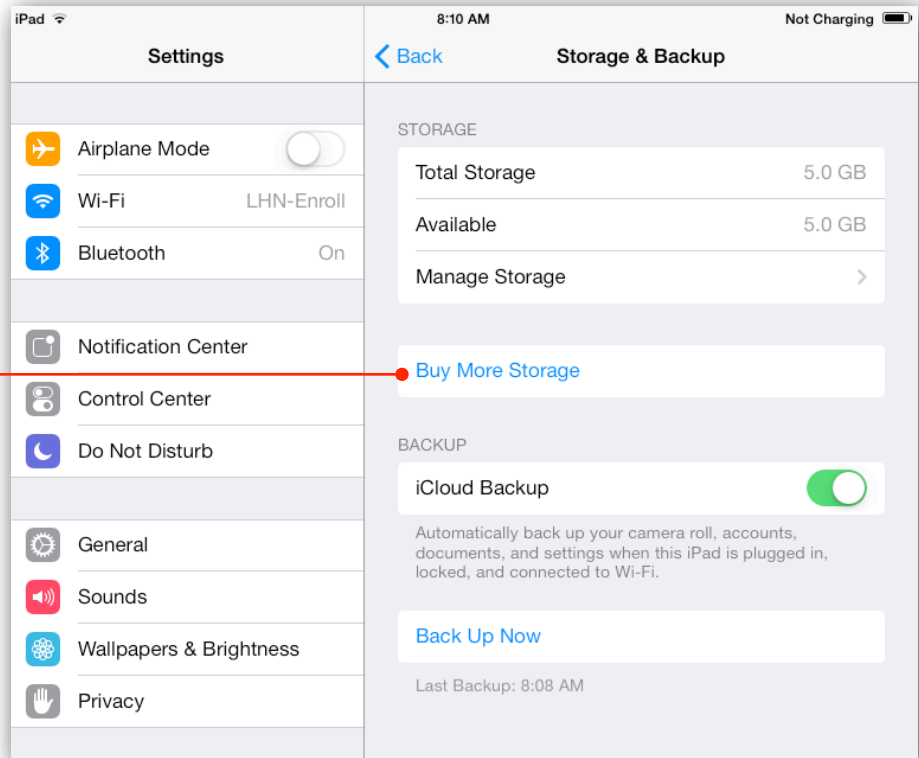 iPad
8:10 AM
Not Charging
Settings
Back
Storage & Backup
Airplane Mode
Wi-Fi
LHN-Enroll
Bluetooth
On
Notification Center
Control Center
Do Not Disturb
General
Sounds
Wallpapers & Brightness
Privacy
STORAGE
Total Storage
5.0 GB
Available
5.0 GB
Manage Storage
Buy More Storage
BACKUP
iCloud Backup
Automatically back up your camera roll, accounts,
documents, and settings when this iPad is plugged in,
locked, and connected to Wi-Fi.
Back Up Now
Last Backup: 8:08 AM